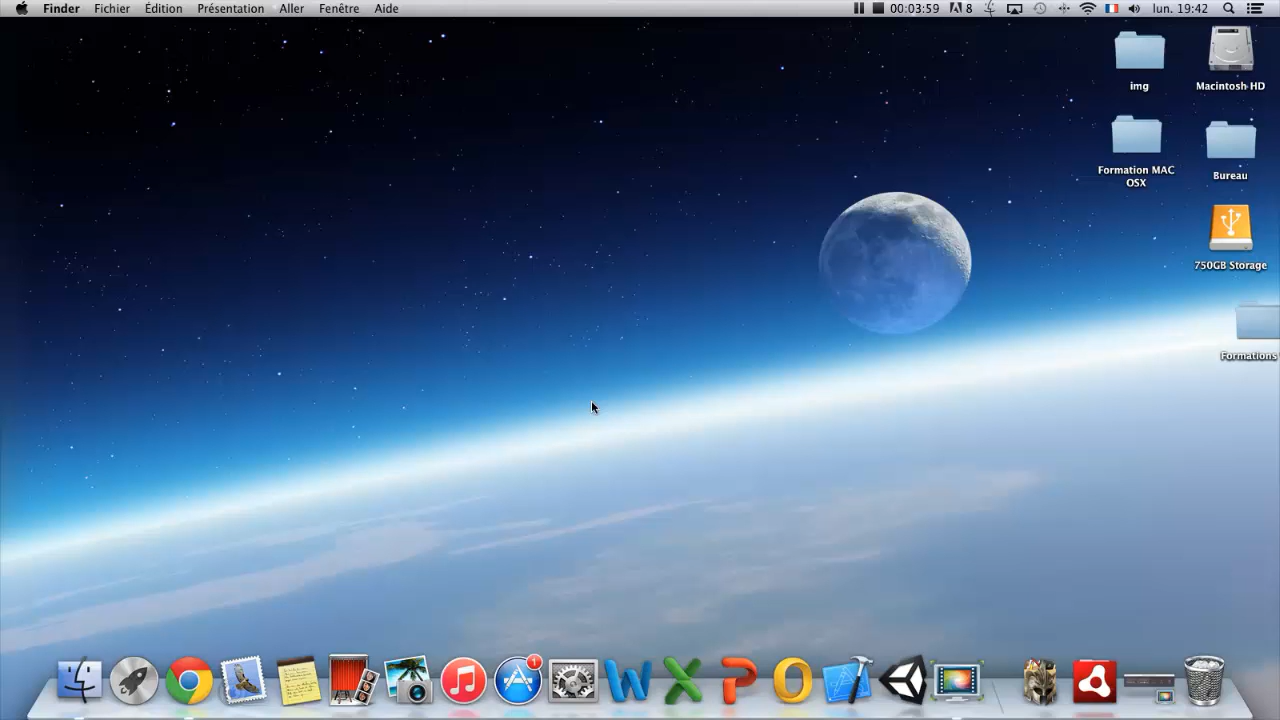 Finder Fichier Édition Présentation Aller Fenêtre Aide 00:03:59 8 lun. 19:42
img
Macintosh HD
Formation MAC
OSX
Bureau
750GB Storage
Formations
1
W X P O